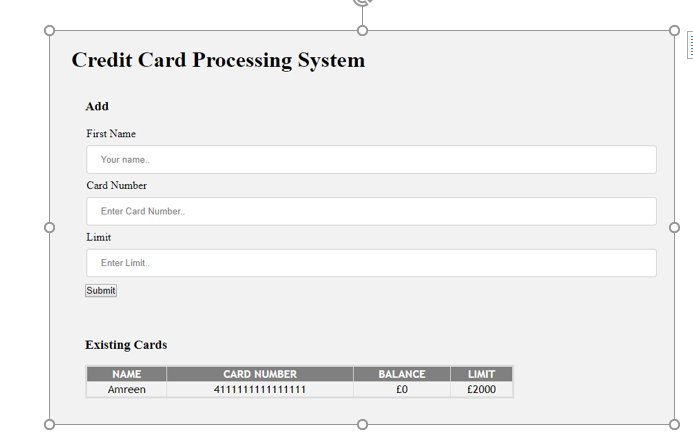 Credit Card Processing System
Add
First Name
Your name..
Card Number
Enter Card Number..
Limit
Enter Limit..
Submit
Existing Cards
NAME CARD NUMBER BALANCE LIMIT
Amreen 4111111111111111 £0 £2000